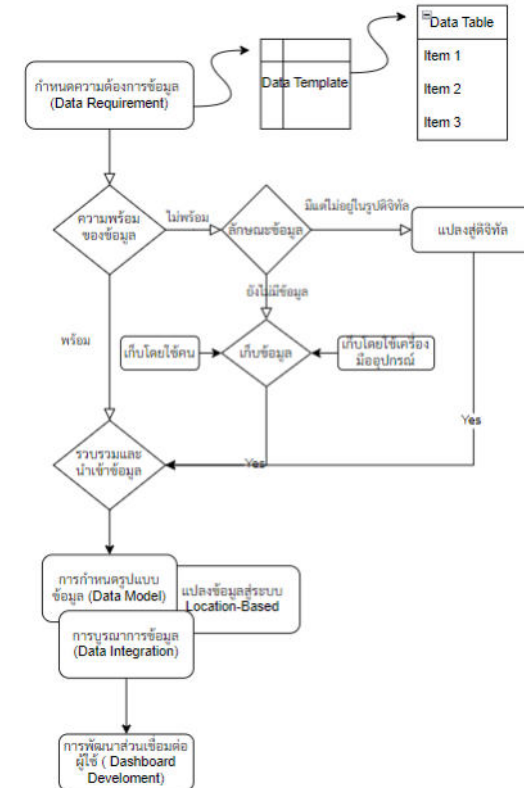 กำหนดความต้องการข้อมูล
(Data Requirement)
Data Template
Data Table
Item 1
Item 2
Item 3
ความพร้อม
ของข้อมูล
ไม่พร้อม
ลักษณะข้อมูล
มีแต่ไม่อยู่ในรูปดิจิทัล
แปลงสู่ดิจิทัล
ยังไม่มีข้อมูล
พร้อม
เก็บโดยใช้คน
เก็บข้อมูล
เก็บโดยใช้เครื่อง
มืออุปกรณ์
Yes
รวบรวมและ
นำเข้าข้อมูล
Yes
การกำหนดรูปแบบ
ข้อมูล (Data Model)
แปลงข้อมูลสู่ระบบ
Location-Based
การบูรณาการข้อมูล
(Data Integration)
การพัฒนาส่วนเชื่อมต่อ
ผู้ใช้ ( Dashboard
Develoment)